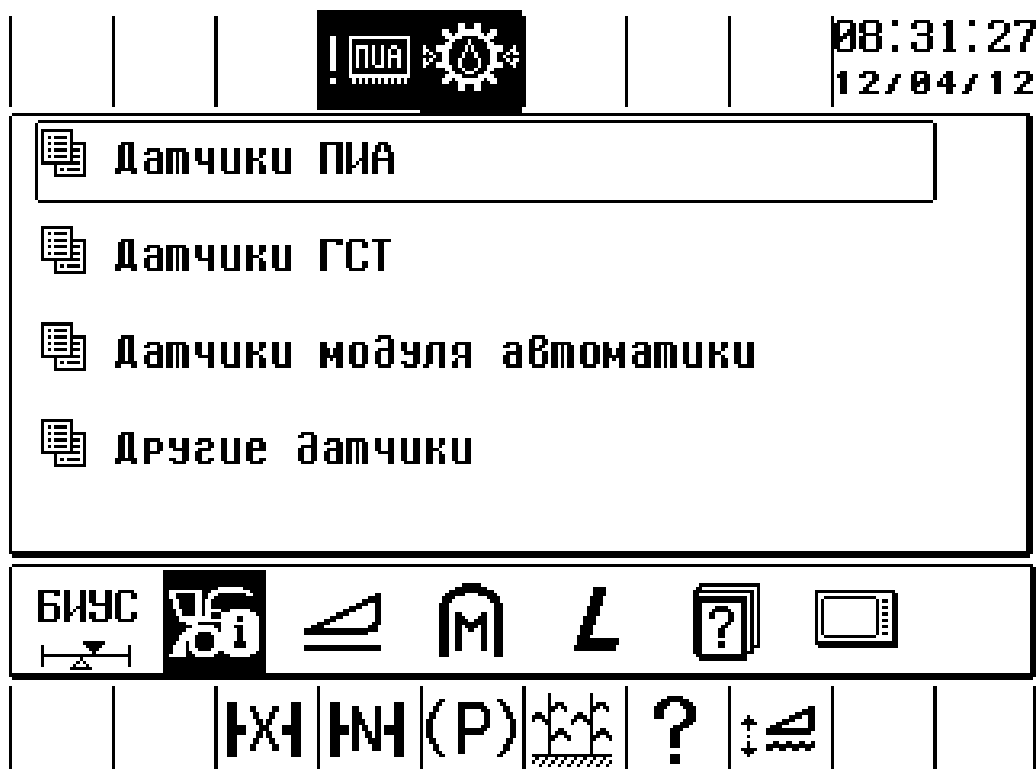 ! ПИА
08:31:27
12/04/12
Датчики ПИА
Датчики ГСТ
Датчики модуля автоматики
Другие датчики
БИУС
i
M
L
?
X
N
(P)
?